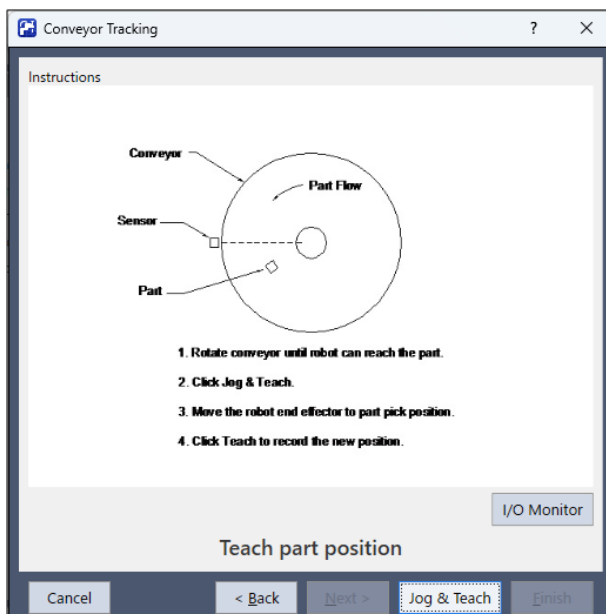 Conveyor Tracking
?
Instructions
Conveyor
Part Flow
Sensor
Part
1. Rotate conveyor until robot can reach the part.
2. Click Jog & Teach.
3. Move the robot end effector to part pick position.
4. Click Teach to record the new position.
I/O Monitor
Teach part position
Cancel
< Back
Next >
Jog & Teach
Finish